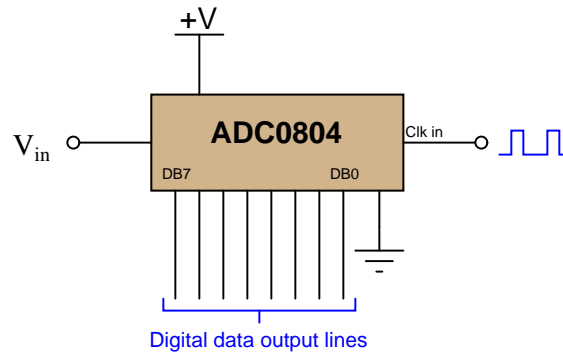 +V
ADC0804
V_in
Clk in
DB7
DB0
Digital data output lines